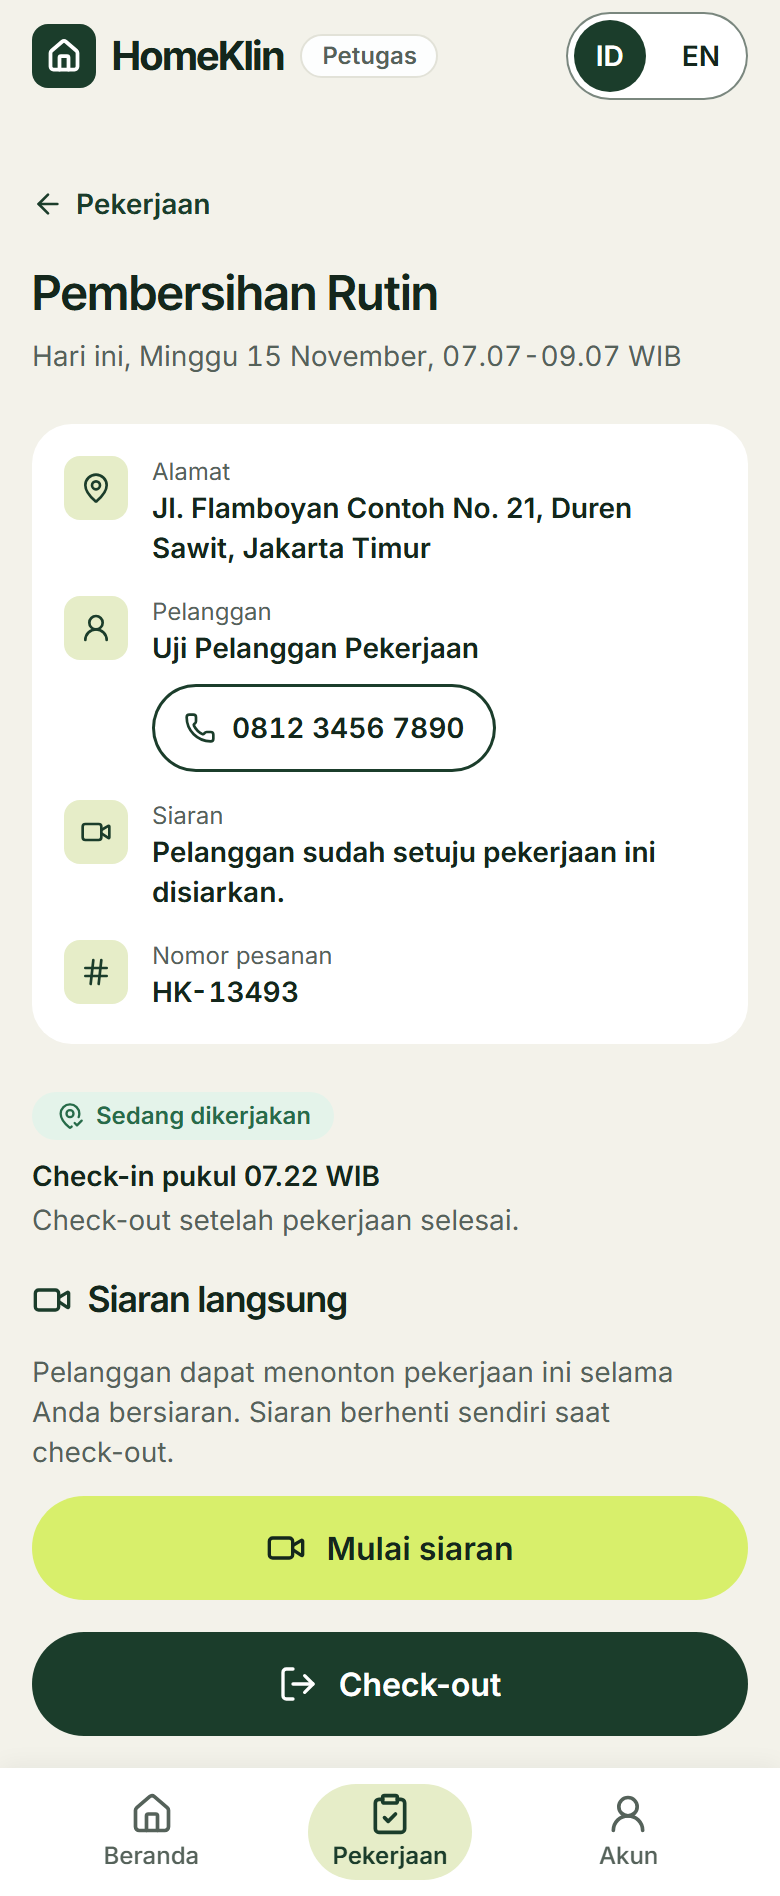 HomeKlin
Petugas
ID
EN
Pekerjaan
Pembersihan Rutin
Hari ini, Minggu 15 November, 07.07-09.07 WIB
Alamat
Jl. Flamboyan Contoh No. 21, Duren
Sawit, Jakarta Timur
Pelanggan
Uji Pelanggan Pekerjaan
0812 3456 7890
Siaran
Pelanggan sudah setuju pekerjaan ini
disiarkan.
Nomor pesanan
HK-13493
Sedang dikerjakan
Check-in pukul 07.22 WIB
Check-out setelah pekerjaan selesai.
Siaran langsung
Pelanggan dapat menonton pekerjaan ini selama
Anda bersiaran. Siaran berhenti sendiri saat
check-out.
Mulai siaran
Check-out
Beranda
Pekerjaan
Akun